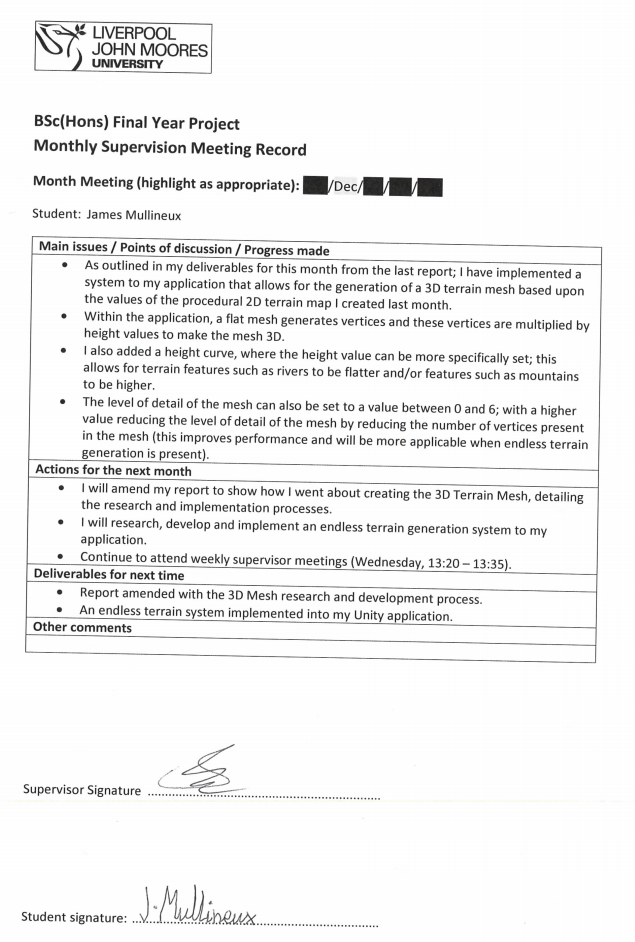 LIVERPOOL
JOHN MOORES
UNIVERSITY
BSc(Hons) Final Year Project
Monthly Supervision Meeting Record
Month Meeting (highlight as appropriate): /Dec/ / /
Student: James Mullineux
Main issues / Points of discussion / Progress made
• As outlined in my deliverables for this month from the last report; I have implemented a
system to my application that allows for the generation of a 3D terrain mesh based upon
the values of the procedural 2D terrain map I created last month.
• Within the application, a flat mesh generates vertices and these vertices are multiplied by
height values to make the mesh 3D.
• I also added a height curve, where the height value can be more specifically set; this
allows for terrain features such as rivers to be flatter and/or features such as mountains
to be higher.
• The level of detail of the mesh can also be set to a value between 0 and 6; with a higher
value reducing the level of detail of the mesh by reducing the number of vertices present
in the mesh (this improves performance and will be more applicable when endless terrain
generation is present).
Actions for the next month
• I will amend my report to show how I went about creating the 3D Terrain Mesh, detailing
the research and implementation processes.
• I will research, develop and implement an endless terrain generation system to my
application.
• Continue to attend weekly supervisor meetings (Wednesday, 13:20 – 13:35).
Deliverables for next time
• Report amended with the 3D Mesh research and development process.
• An endless terrain system implemented into my Unity application.
Other comments
Supervisor Signature
Student signature: J.Mullineux